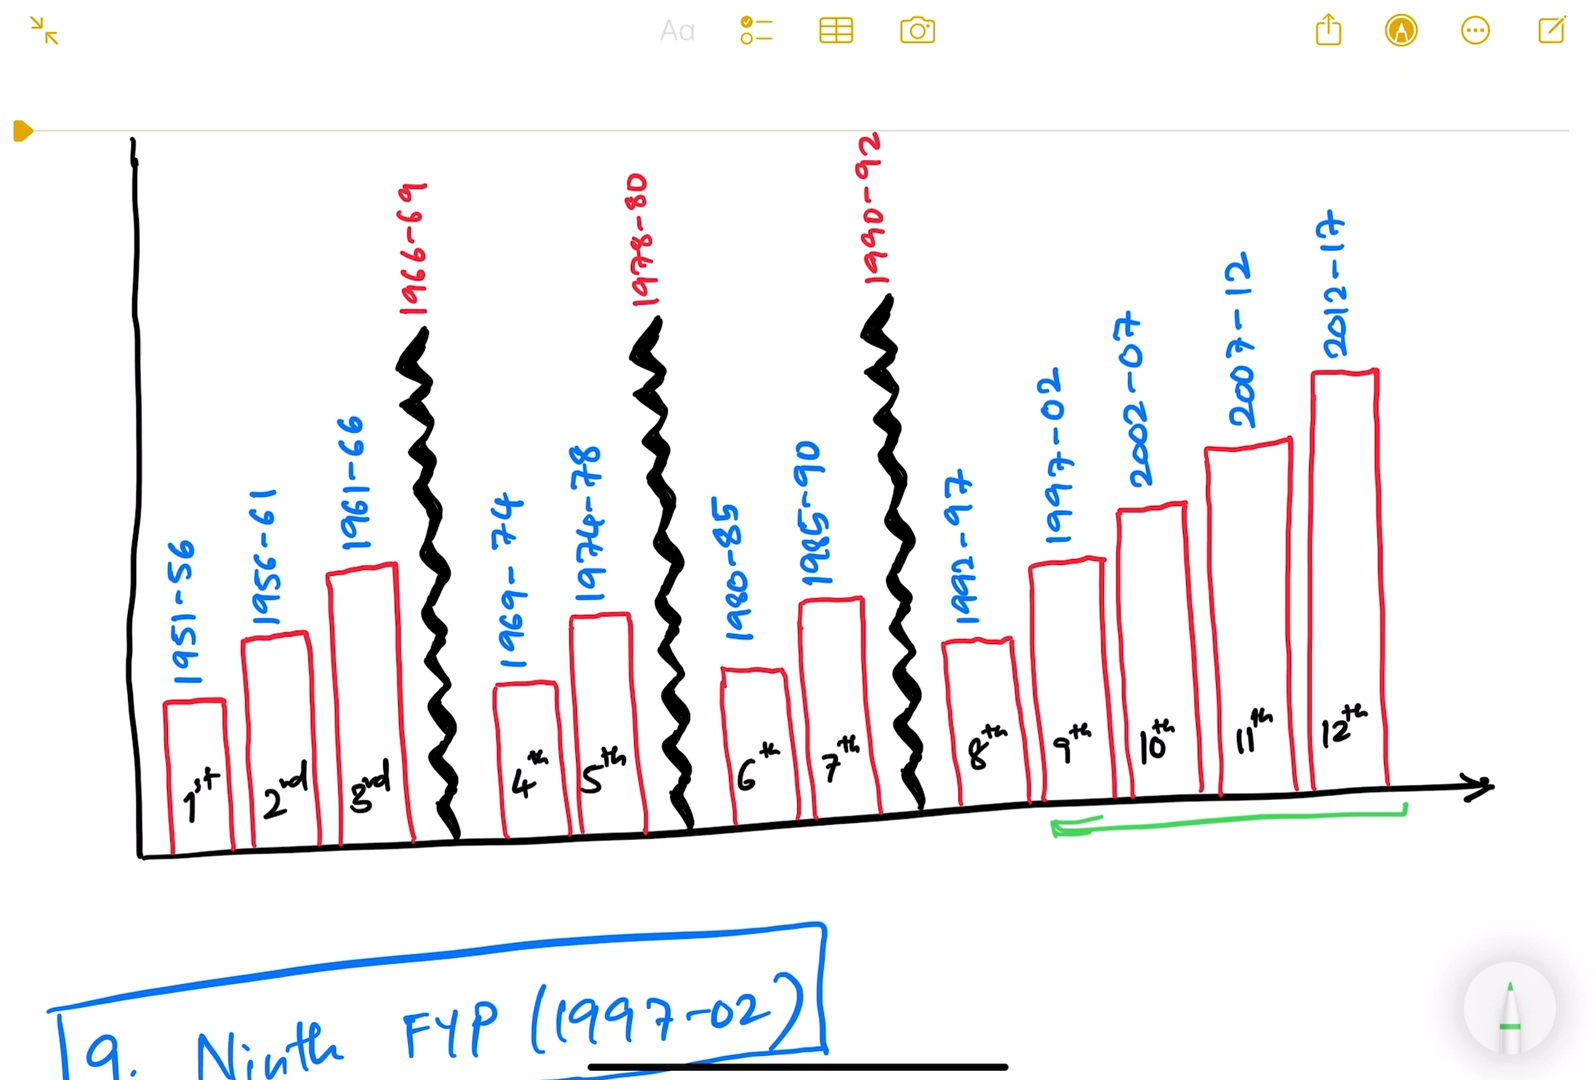 Aa
1966-69
1978-80
1990-92
1951-56
1956-61
1961-66
1969-74
1974-78
1980-85
1985-90
1992-97
1997-02
2002-07
2007-12
2012-17
1st
2nd
3rd
4th
5th
6th
7th
8th
9th
10th
11th
12th
9. Ninth FYP (1997-02)